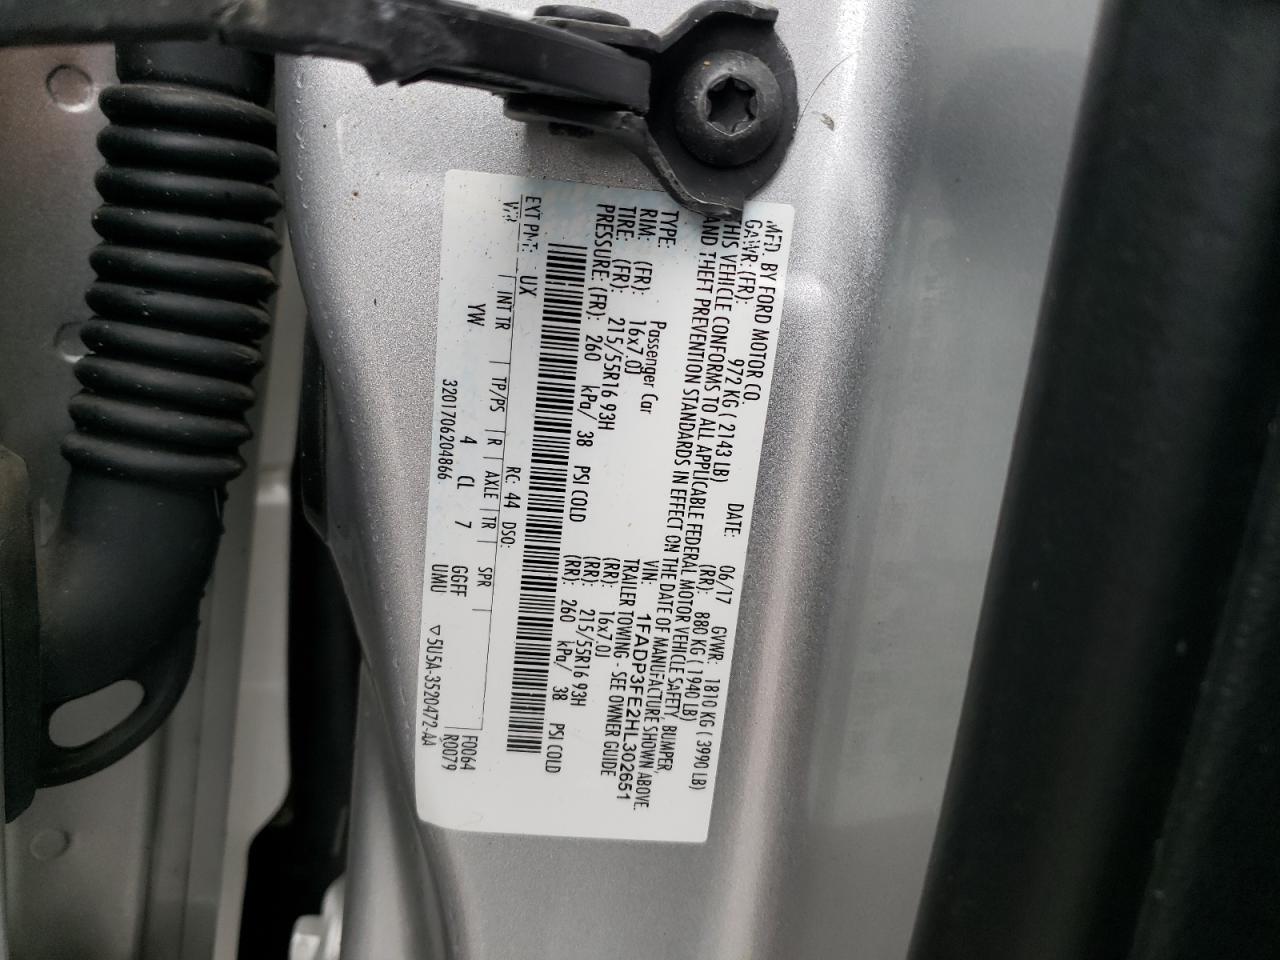 MFD. BY FORD MOTOR CO.
DATE: 06/17 GVWR: 1810 KG ( 3990 LB)
GAWR: (FR): 972 KG ( 2143 LB) (RR): 880 KG ( 1940 LB)
THIS VEHICLE CONFORMS TO ALL APPLICABLE FEDERAL MOTOR VEHICLE SAFETY, BUMPER,
AND THEFT PREVENTION STANDARDS IN EFFECT ON THE DATE OF MANUFACTURE SHOWN ABOVE.
VIN: 1FADP3FE2HL302651
TYPE: Passenger Car TRAILER TOWING - SEE OWNER GUIDE
RIM: (FR): 16x7.0J (RR): 16x7.0J
TIRE: (FR): 215/55R16 93H (RR): 215/55R16 93H
PRESSURE: (FR): 260 kPa/ 38 PSI COLD (RR): 260 kPa/ 38 PSI COLD
EXT PNT: UX RC: 44 DSO:
WB INT TR TP/PS R AXLE TR SPR
YW 4 CL 7 GGFF
3201706204866 UMU
F0064
R0079
▽5U5A-3520472-AA